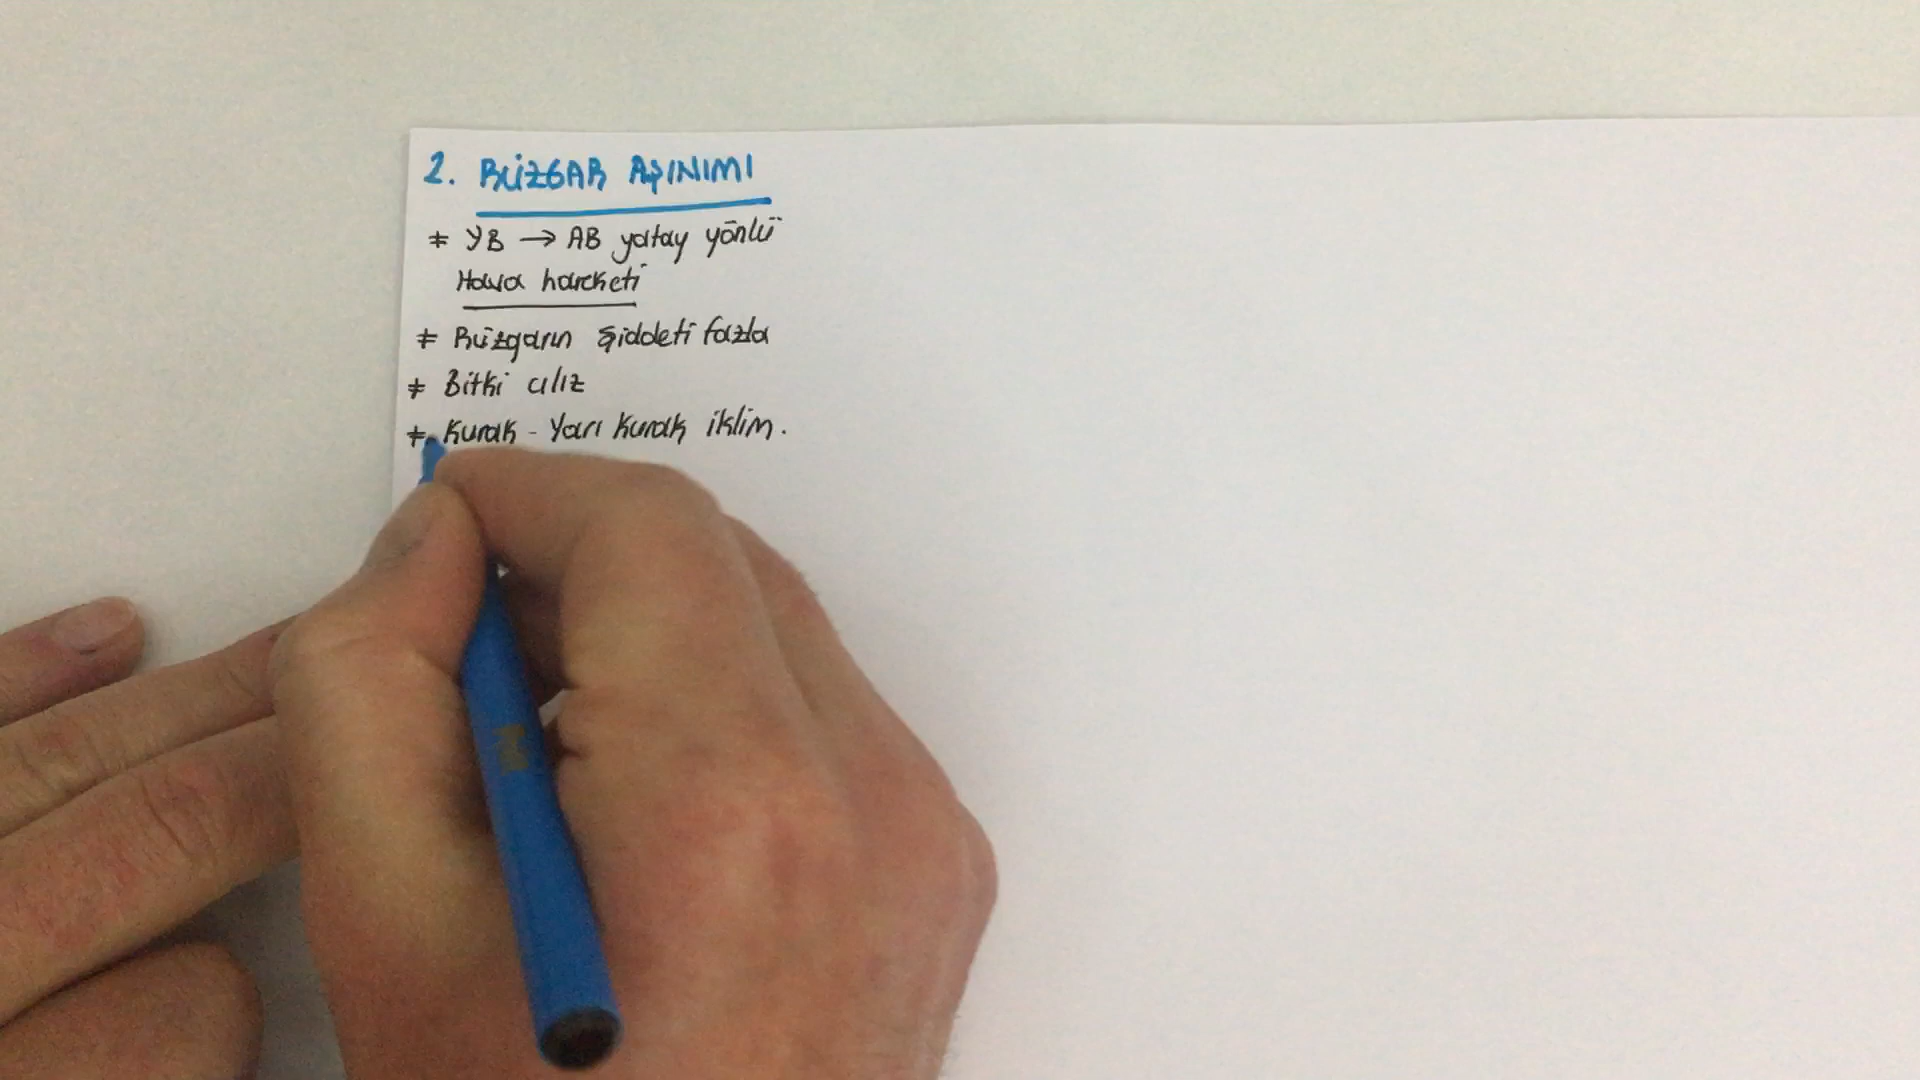 2. RÜZGAR AŞINIMI
* YB → AB yatay yönlü
Hava hareketi
* Rüzgarın şiddeti fazla
* Bitki cılız
* Kurak - Yarı Kurak iklim.